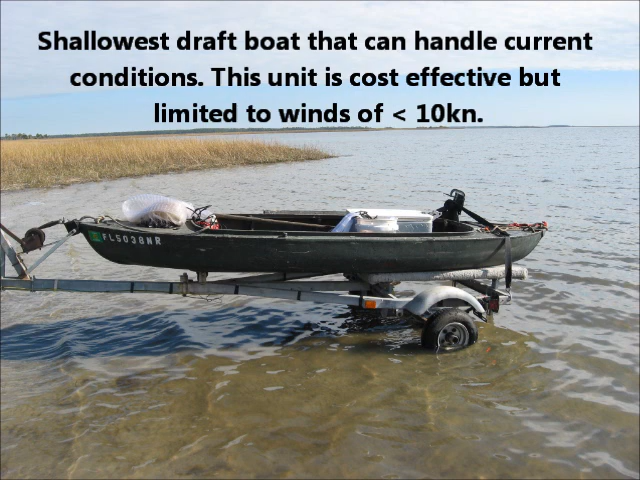 Shallowest draft boat that can handle current
conditions. This unit is cost effective but
limited to winds of < 10kn.
FL5038NR